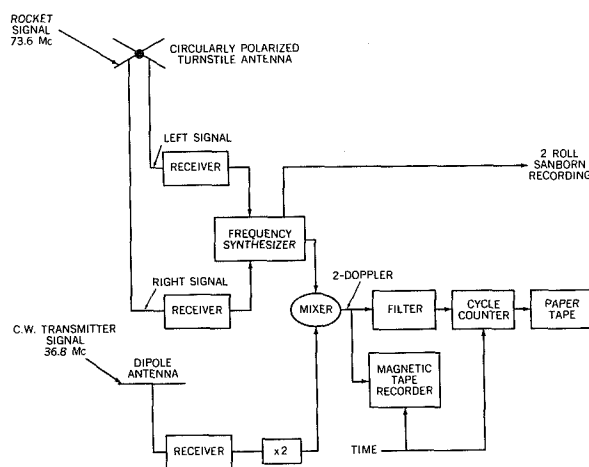 ROCKET
SIGNAL
73.6 Mc
CIRCULARLY POLARIZED
TURNSTILE ANTENNA
LEFT SIGNAL
RECEIVER
2 ROLL
SANBORN
RECORDING
FREQUENCY
SYNTHESIZER
RIGHT SIGNAL
RECEIVER
2-DOPPLER
MIXER
FILTER
CYCLE
COUNTER
PAPER
TAPE
C.W. TRANSMITTER
SIGNAL
36.8 Mc
DIPOLE
ANTENNA
MAGNETIC
TAPE
RECORDER
RECEIVER
x2
TIME